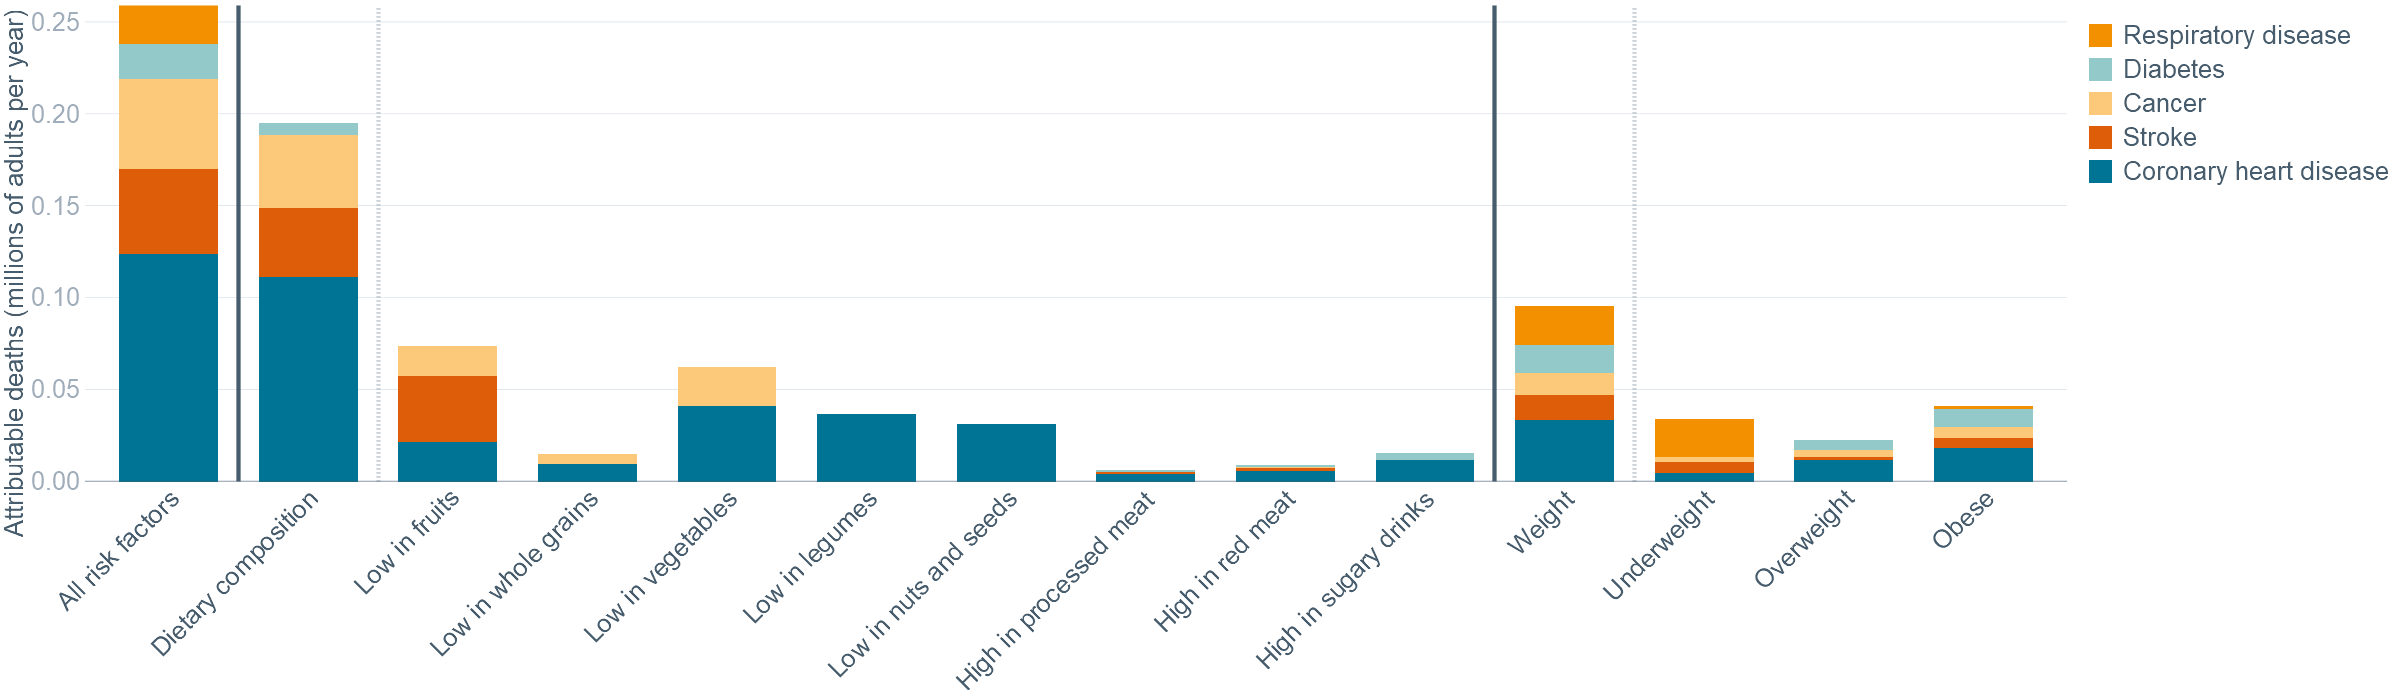 Attributable deaths (millions of adults per year)
0.25
0.20
0.15
0.10
0.05
0.00
All risk factors
Dietary composition
Low in fruits
Low in whole grains
Low in vegetables
Low in legumes
Low in nuts and seeds
High in processed meat
High in red meat
High in sugary drinks
Weight
Underweight
Overweight
Obese
Respiratory disease
Diabetes
Cancer
Stroke
Coronary heart disease